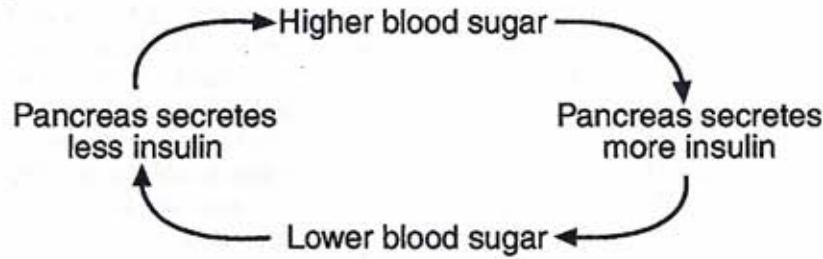 Higher blood sugar
Pancreas secretes
less insulin
Pancreas secretes
more insulin
Lower blood sugar